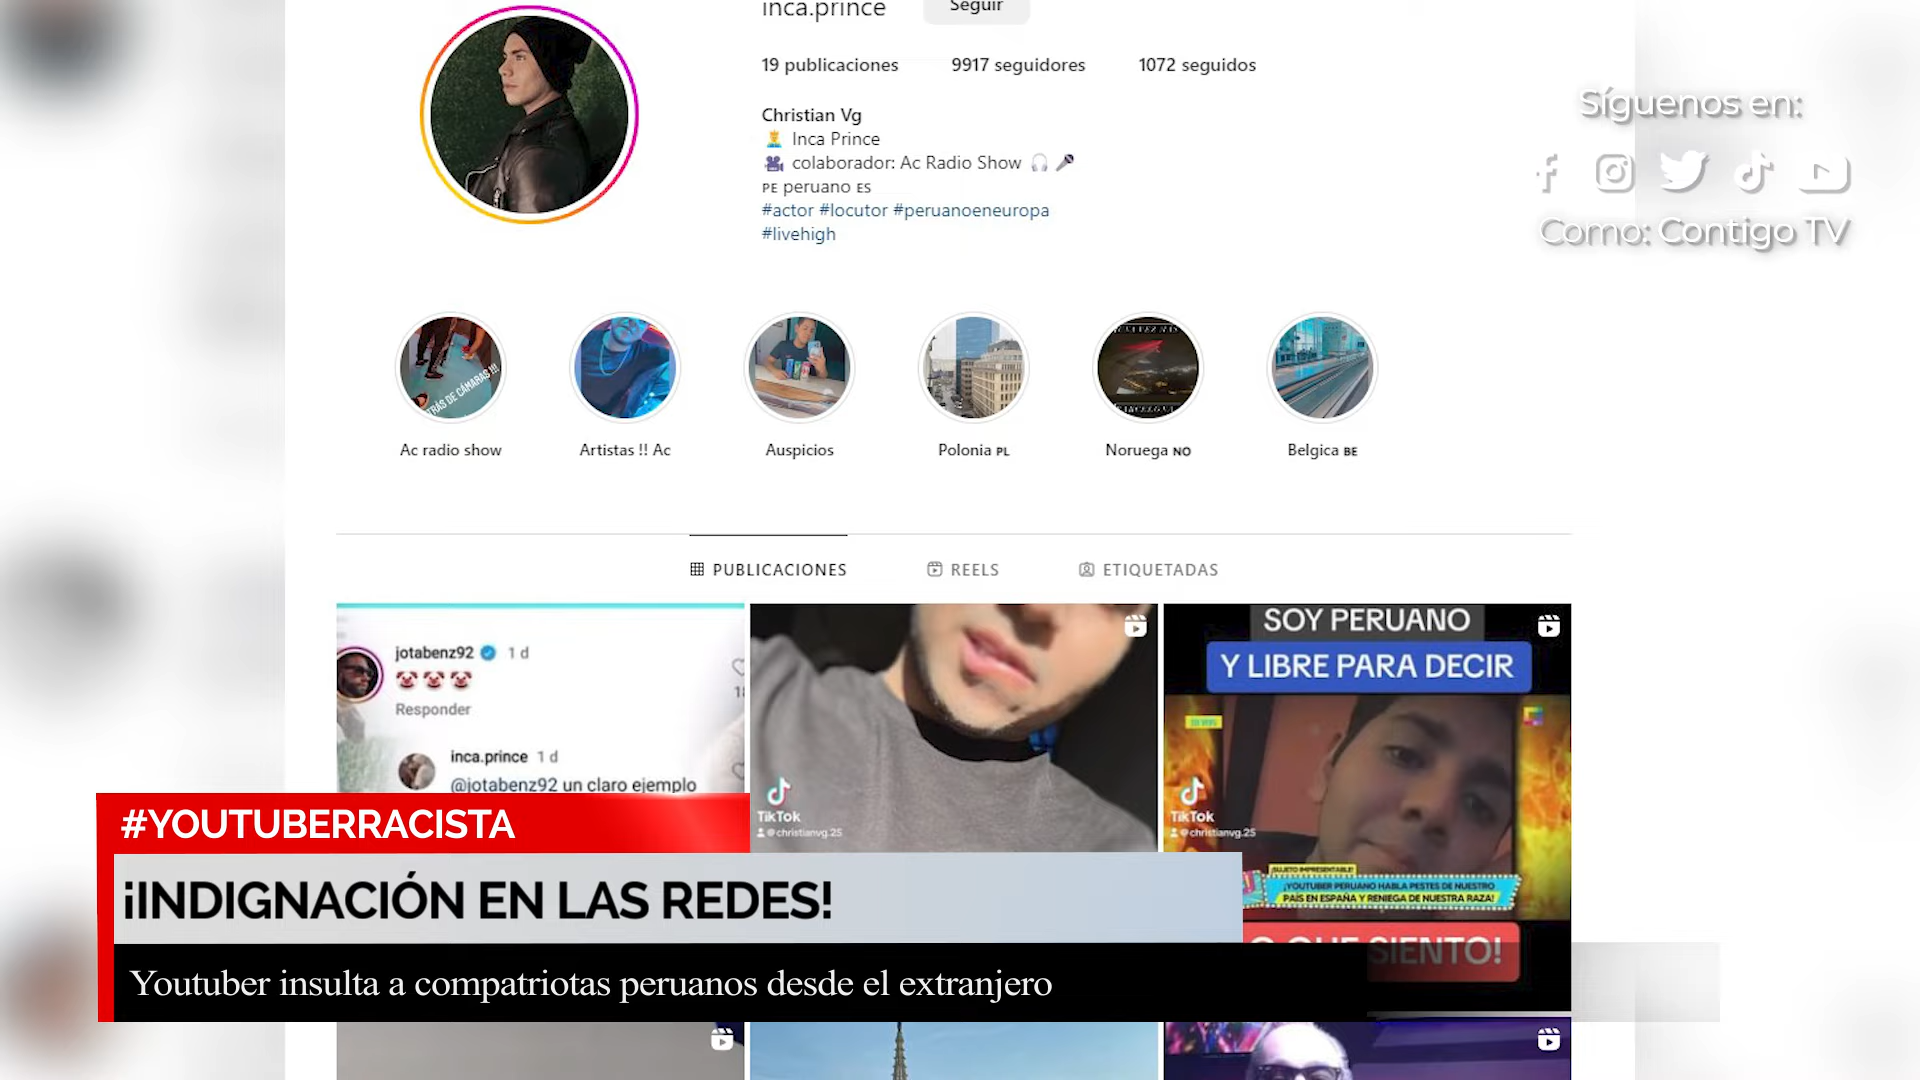 inca.prince
Seguir
19 publicaciones
9917 seguidores
1072 seguidos
Christian Vg
Inca Prince
colaborador: Ac Radio Show
PE peruano ES
#actor #locutor #peruanoeneuropa
#livehigh
Síguenos en:
Como: Contigo TV
TRÁS DE CÁMARAS !!!
Ac radio show
Artistas !! Ac
Auspicios
Polonia PL
Noruega NO
Belgica BE
PUBLICACIONES
REELS
ETIQUETADAS
jotabenz92 1 d
Responder
inca.prince 1 d
@jotabenz92 un claro ejemplo
TikTok
@christianvg.25
SOY PERUANO
Y LIBRE PARA DECIR
TikTok
@christianvg.25
¡SUJETO IMPRESENTABLE!
¡YOUTUBER PERUANO HABLA PESTES DE NUESTRO
PAÍS EN ESPAÑA Y RENIEGA DE NUESTRA RAZA!
O QUE SIENTO!
#YOUTUBERRACISTA
¡INDIGNACIÓN EN LAS REDES!
Youtuber insulta a compatriotas peruanos desde el extranjero